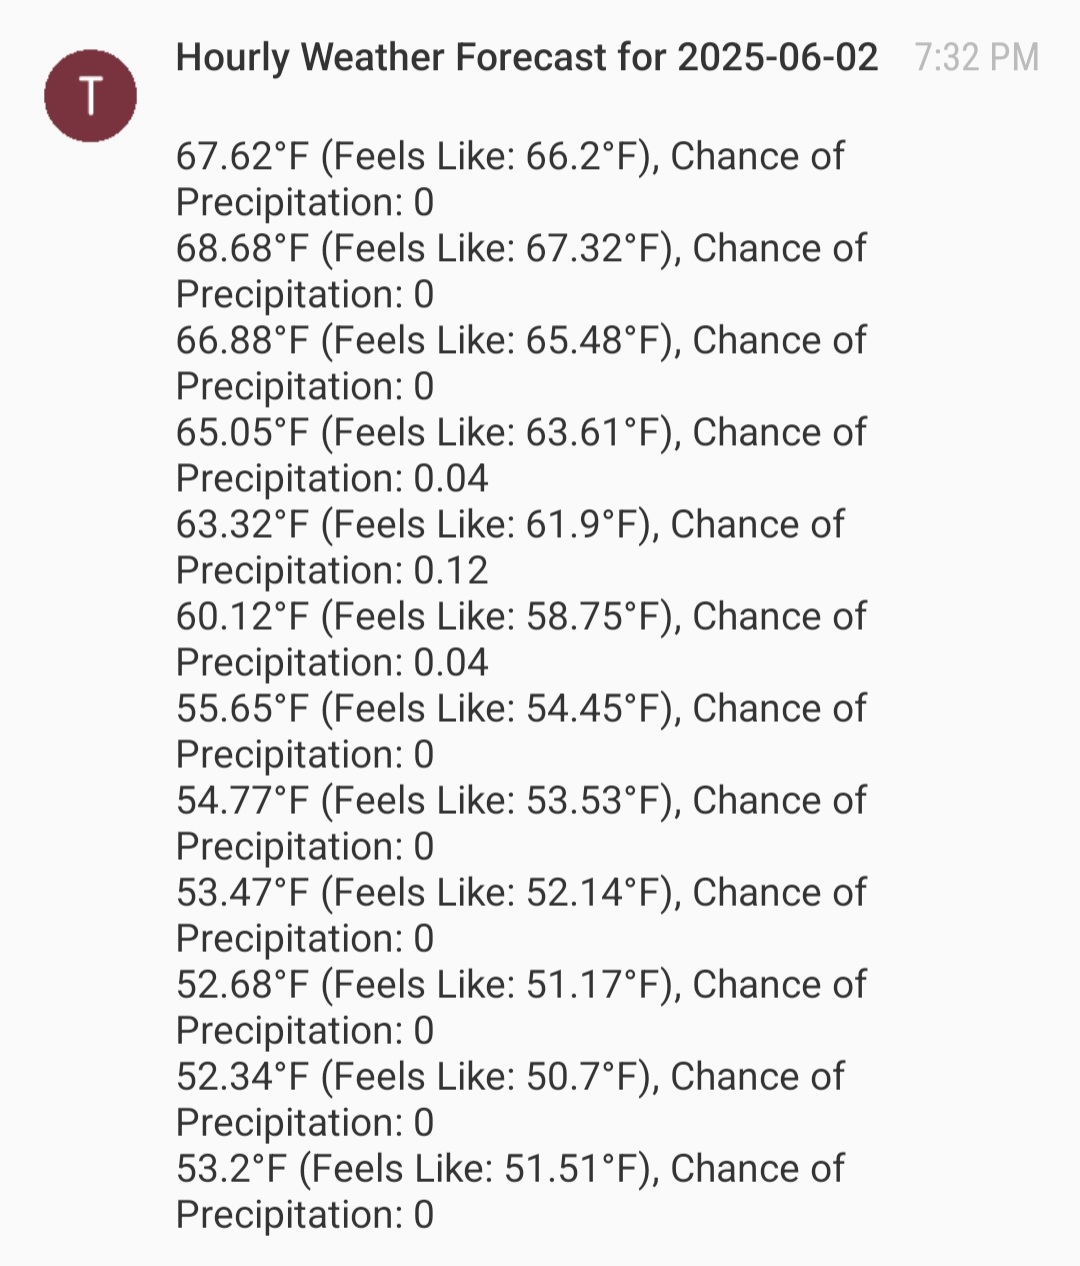 T
Hourly Weather Forecast for 2025-06-02 7:32 PM
67.62°F (Feels Like: 66.2°F), Chance of
Precipitation: 0
68.68°F (Feels Like: 67.32°F), Chance of
Precipitation: 0
66.88°F (Feels Like: 65.48°F), Chance of
Precipitation: 0
65.05°F (Feels Like: 63.61°F), Chance of
Precipitation: 0.04
63.32°F (Feels Like: 61.9°F), Chance of
Precipitation: 0.12
60.12°F (Feels Like: 58.75°F), Chance of
Precipitation: 0.04
55.65°F (Feels Like: 54.45°F), Chance of
Precipitation: 0
54.77°F (Feels Like: 53.53°F), Chance of
Precipitation: 0
53.47°F (Feels Like: 52.14°F), Chance of
Precipitation: 0
52.68°F (Feels Like: 51.17°F), Chance of
Precipitation: 0
52.34°F (Feels Like: 50.7°F), Chance of
Precipitation: 0
53.2°F (Feels Like: 51.51°F), Chance of
Precipitation: 0